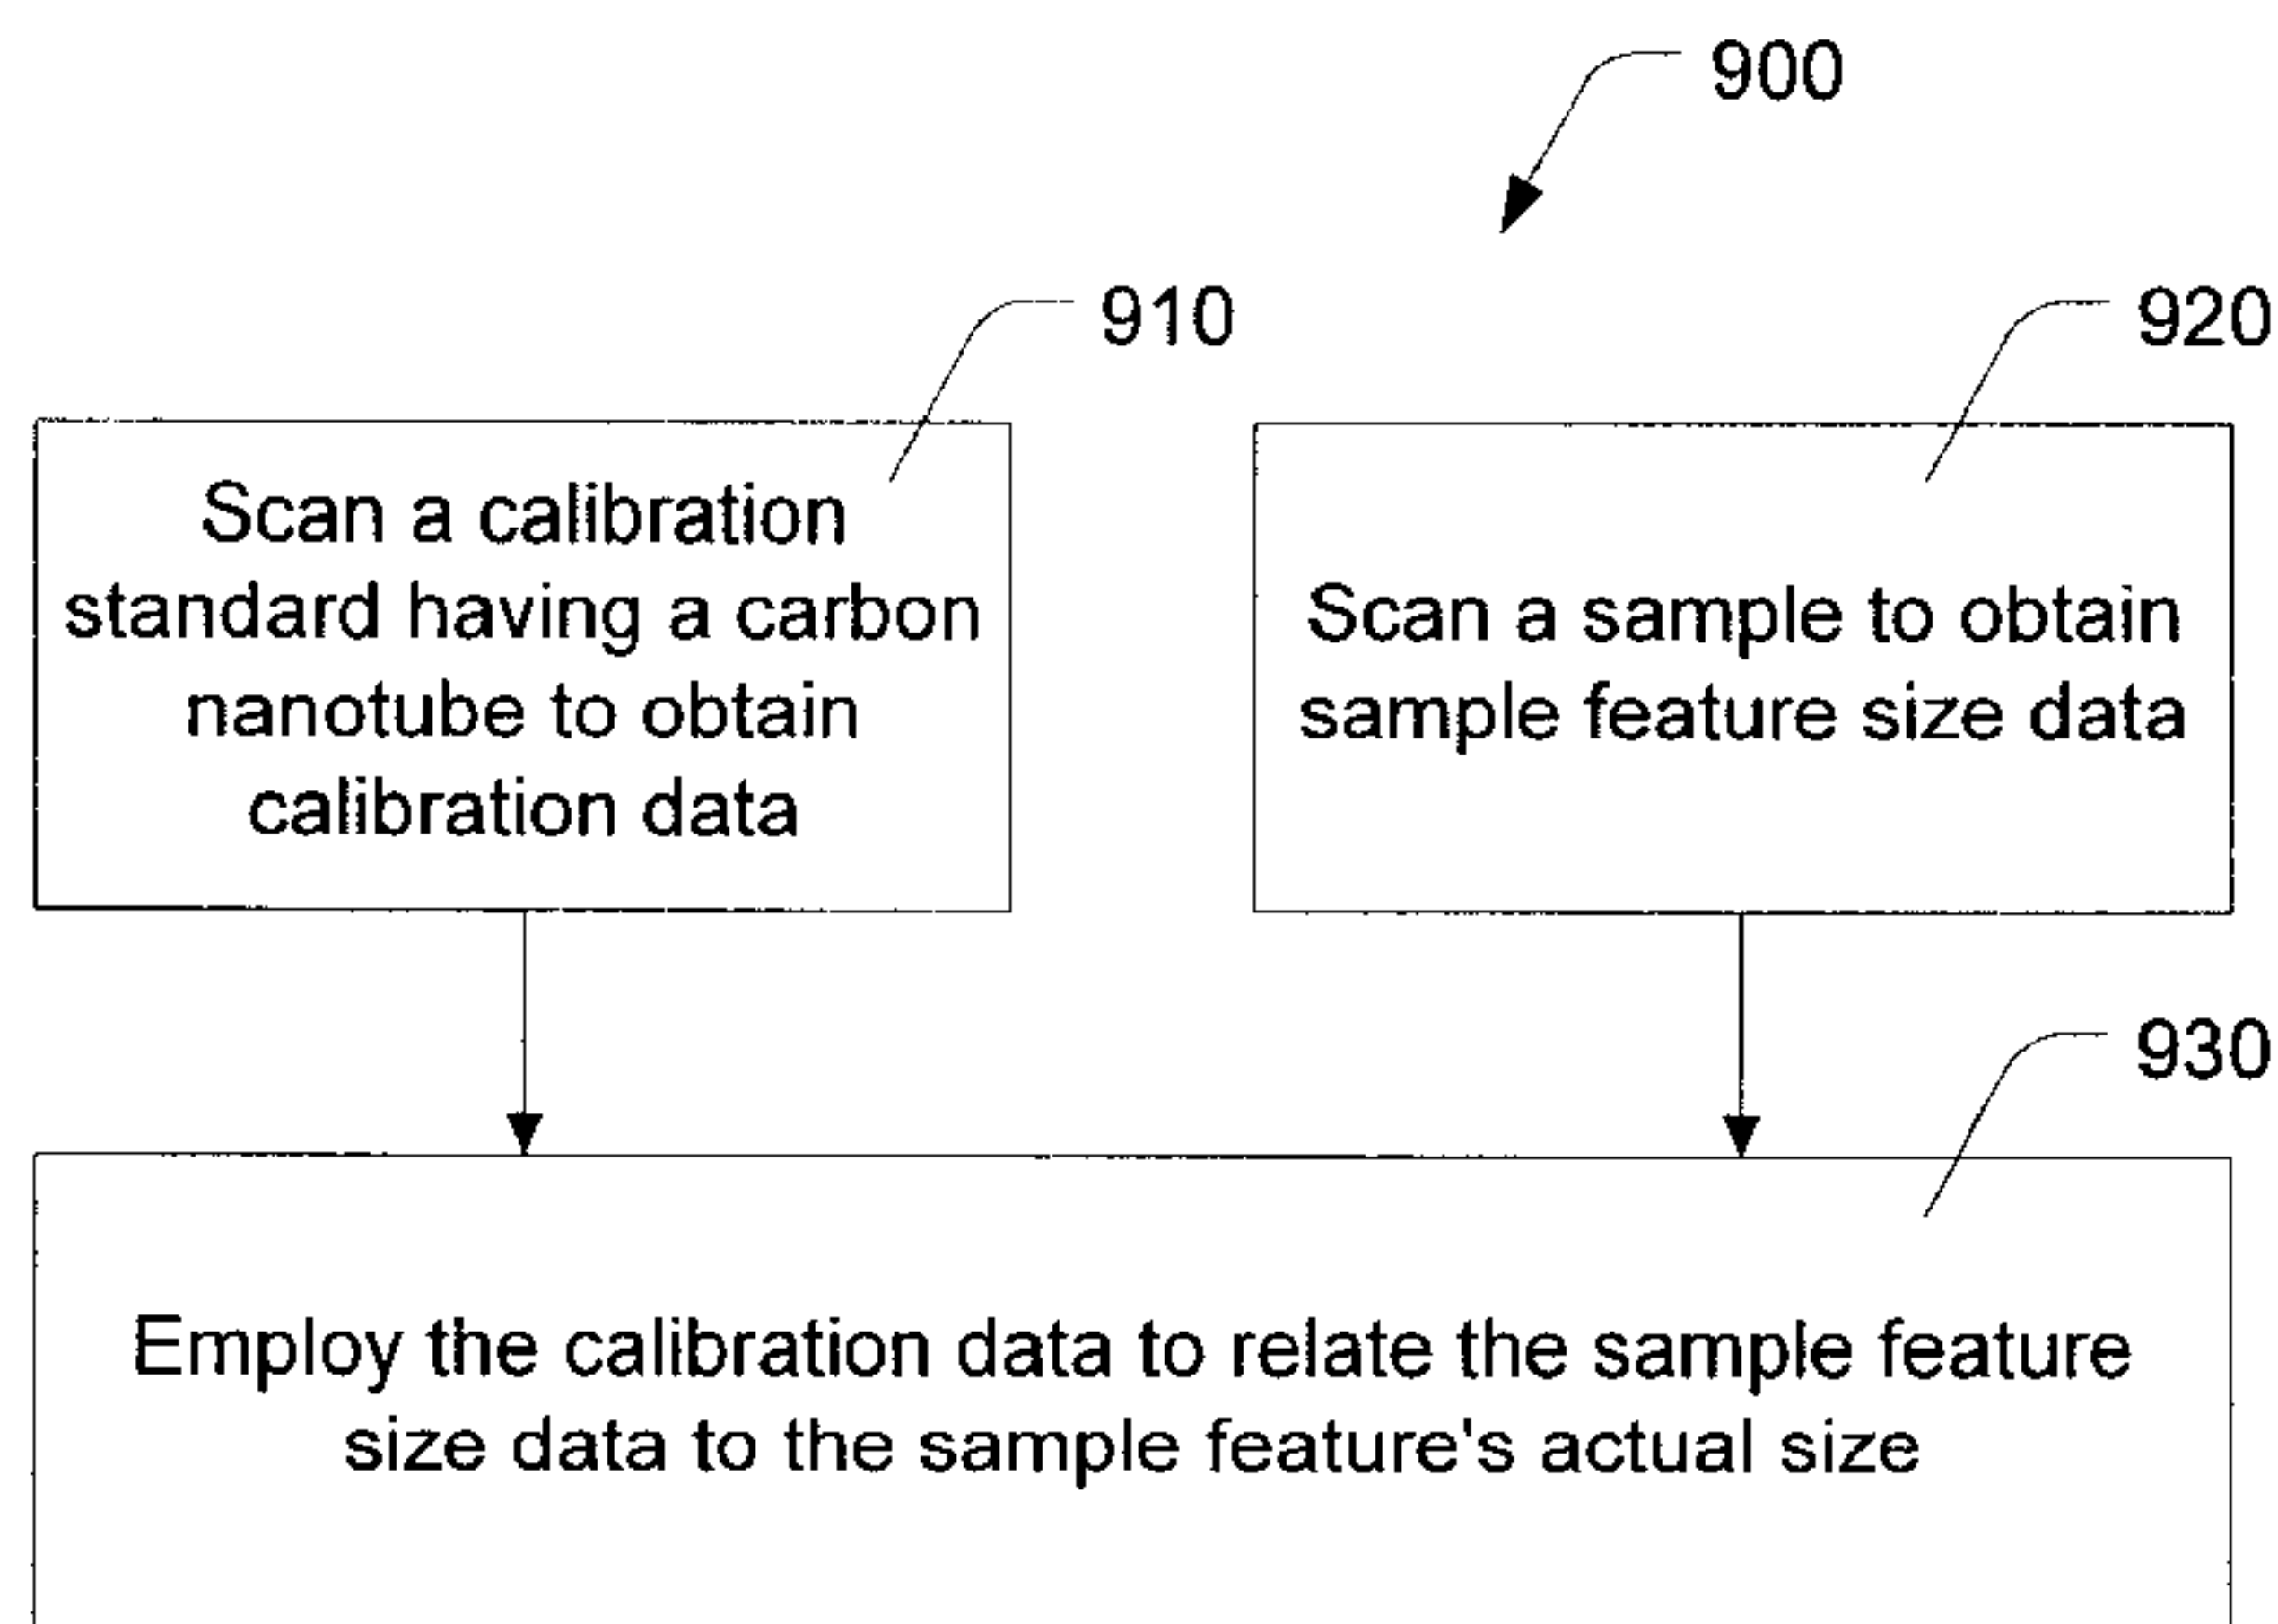 900
910
920
Scan a calibration
standard having a carbon
nanotube to obtain
calibration data
Scan a sample to obtain
sample feature size data
930
Employ the calibration data to relate the sample feature
size data to the sample feature's actual size